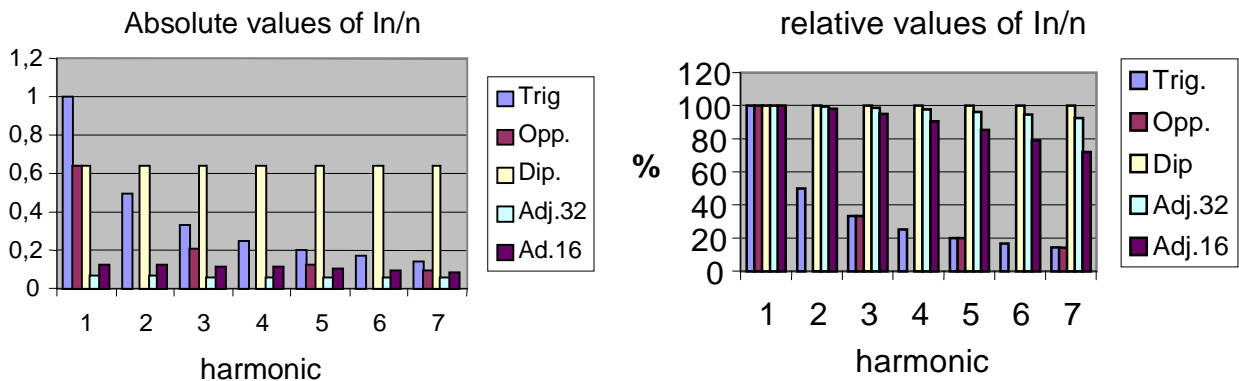 Absolute values of In/n
1,2
1
0,8
0,6
0,4
0,2
0
1 2 3 4 5 6 7
harmonic
Trig
Opp.
Dip.
Adj.32
Ad.16
relative values of In/n
120
100
80
60
40
20
0
%
1 2 3 4 5 6 7
harmonic
Trig.
Opp.
Dip
Adj.32
Adj.16